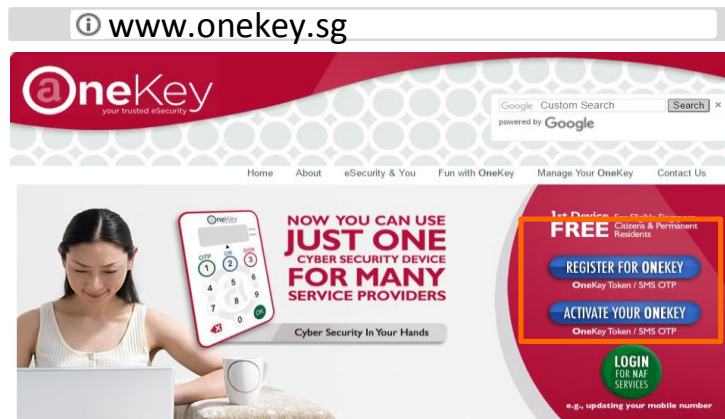 www.onekey.sg
OneKey
your trusted eSecurity
Google Custom Search Search ×
powered by Google
Home About eSecurity & You Fun with OneKey Manage Your OneKey Contact Us
NOW YOU CAN USE
JUST ONE
CYBER SECURITY DEVICE
FOR MANY
SERVICE PROVIDERS
Cyber Security In Your Hands
OneKey
OTP CR SIGN
1 2 3
4 5 6
7 8 9
0 OK
1st Device For Eligible Singapore
FREE Citizens & Permanent
Residents
REGISTER FOR ONEKEY
OneKey Token / SMS OTP
ACTIVATE YOUR ONEKEY
OneKey Token / SMS OTP
LOGIN
FOR NAF
SERVICES
e.g., updating your mobile number